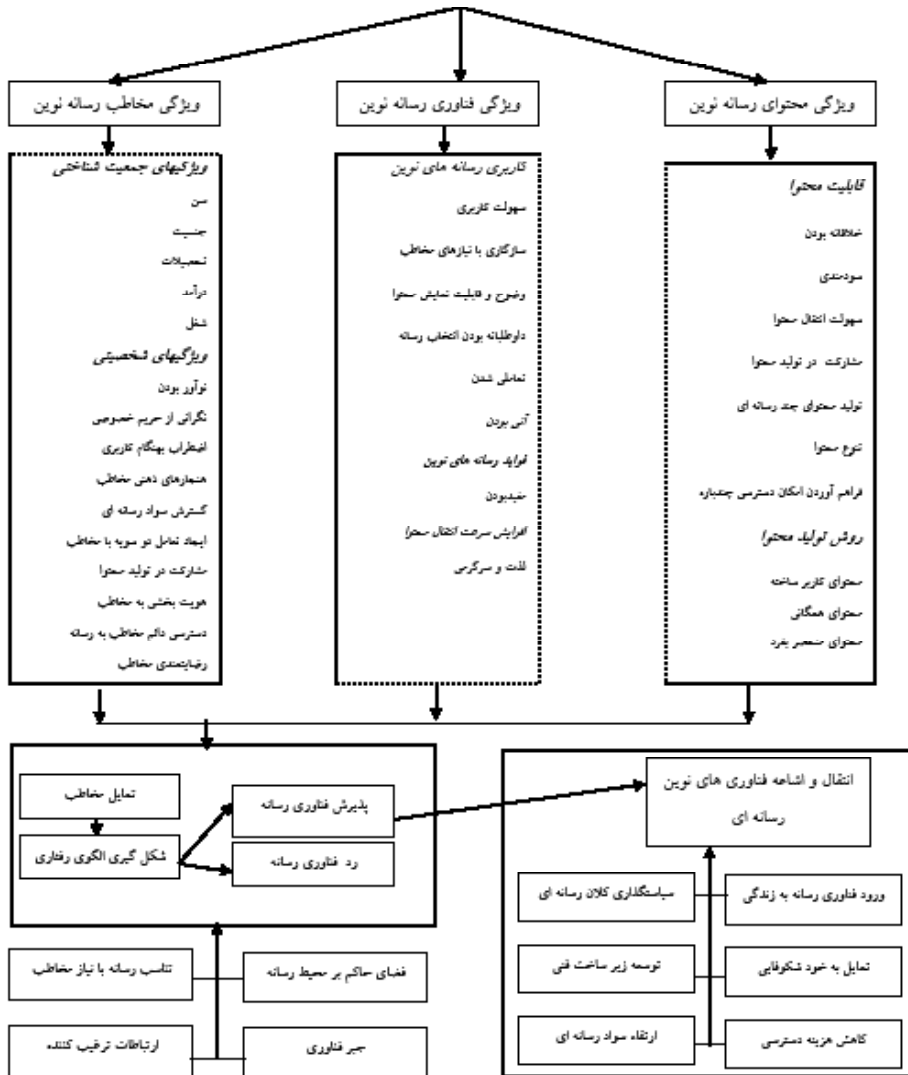 ویژگی محتوای رسانه نوین
ویژگی فناوری رسانه نوین
ویژگی مخاطب رسانه نوین
قابلیت محتوا
خلاقانه بودن
سودمندی
سهولت انتقال محتوا
مشارکت در تولید محتوا
تولید محتوای چند رسانه ای
تنوع محتوا
فراهم آوردن امکان دسترسی چندباره
روش تولید محتوا
محتوای کاربر ساخته
محتوای همگانی
محتوای منحصر بفرد
کاربری رسانه های نوین
سهولت کاربری
سازگاری با نیازهای مخاطب
وضوح و قابلیت نمایش محتوا
داوطلبانه بودن انتخاب رسانه
تعاملی شدن
آنی بودن
فواید رسانه های نوین
مفیدبودن
افزایش سرعت انتقال محتوا
لذت و سرگرمی
ویژگیهای جمعیت شناختی
سن
جنسیت
تحصیلات
درآمد
شغل
ویژگیهای شخصیتی
نوآور بودن
نگرانی از حریم خصوصی
اضطراب بهنگام کاربری
هنجارهای ذهنی مخاطب
گسترش سواد رسانه ای
ایجاد تعامل دو سویه با مخاطب
مشارکت در تولید محتوا
هویت بخشی به مخاطب
دسترسی دائم مخاطب به رسانه
رضایتمندی مخاطب
انتقال و اشاعه فناوری های نوین
رسانه ای
ورود فناوری رسانه به زندگی
سیاستگذاری کلان رسانه ای
تمایل به خود شکوفایی
توسعه زیر ساخت فنی
کاهش هزینه دسترسی
ارتقاء سواد رسانه ای
تمایل مخاطب
شکل گیری الگوی رفتاری
پذیرش فناوری رسانه
رد فناوری رسانه
فضای حاکم بر محیط رسانه
تناسب رسانه با نیاز مخاطب
جبر فناوری
ارتباطات ترغیب کننده